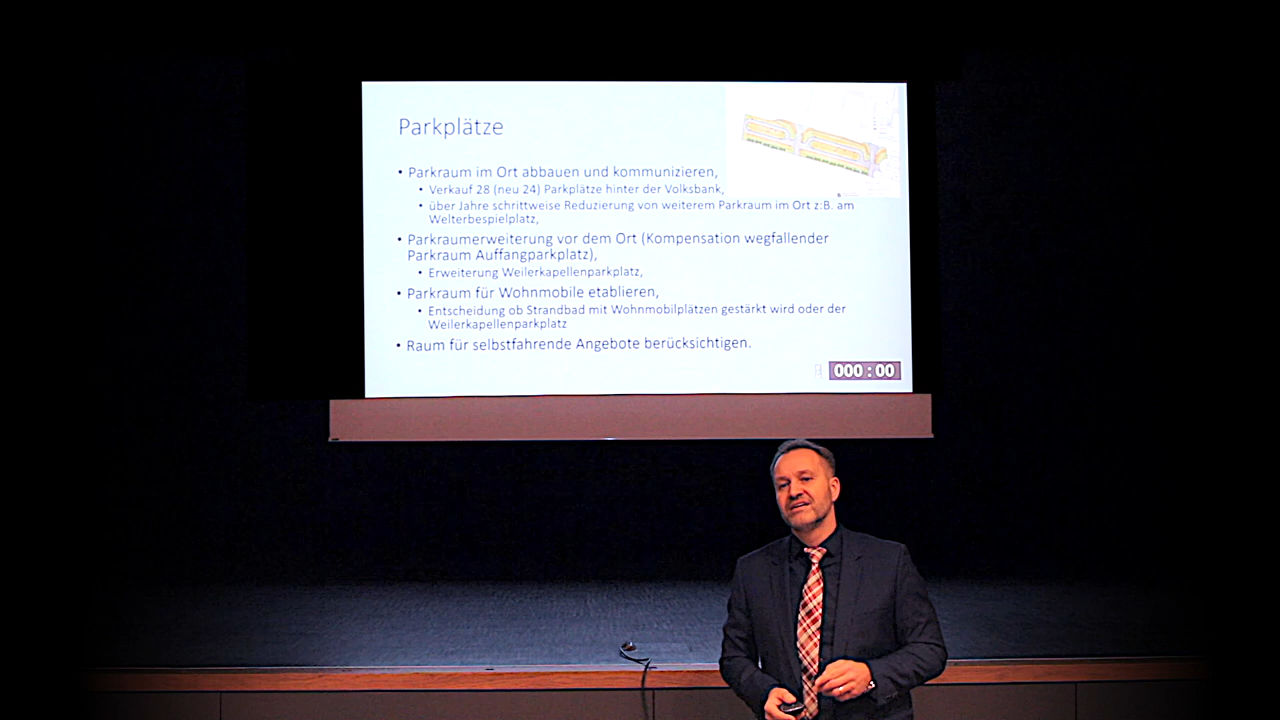 Parkplätze
• Parkraum im Ort abbauen und kommunizieren,
• Verkauf 28 (neu 24) Parkplätze hinter der Volksbank,
• über Jahre schrittweise Reduzierung von weiterem Parkraum im Ort z:B. am
Welterbespielplatz,
• Parkraumerweiterung vor dem Ort (Kompensation wegfallender
Parkraum Auffangparkplatz),
• Erweiterung Weilerkapellenparkplatz,
• Parkraum für Wohnmobile etablieren,
• Entscheidung ob Strandbad mit Wohnmobilplätzen gestärkt wird oder der
Weilerkapellenparkplatz
• Raum für selbstfahrende Angebote berücksichtigen.
000 : 00